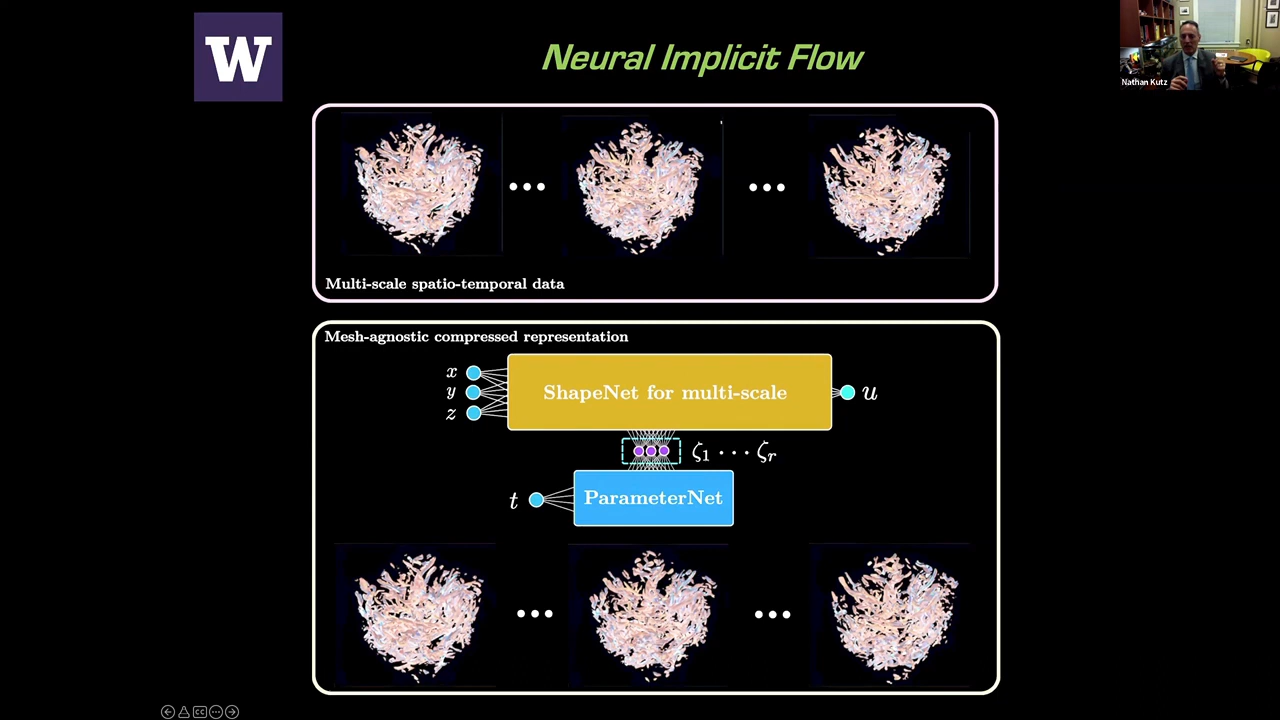 W
Neural Implicit Flow
Nathan Kutz
Multi-scale spatio-temporal data
Mesh-agnostic compressed representation
x
y
z
ShapeNet for multi-scale
u
ζ₁ ··· ζᵣ
t
ParameterNet
CC